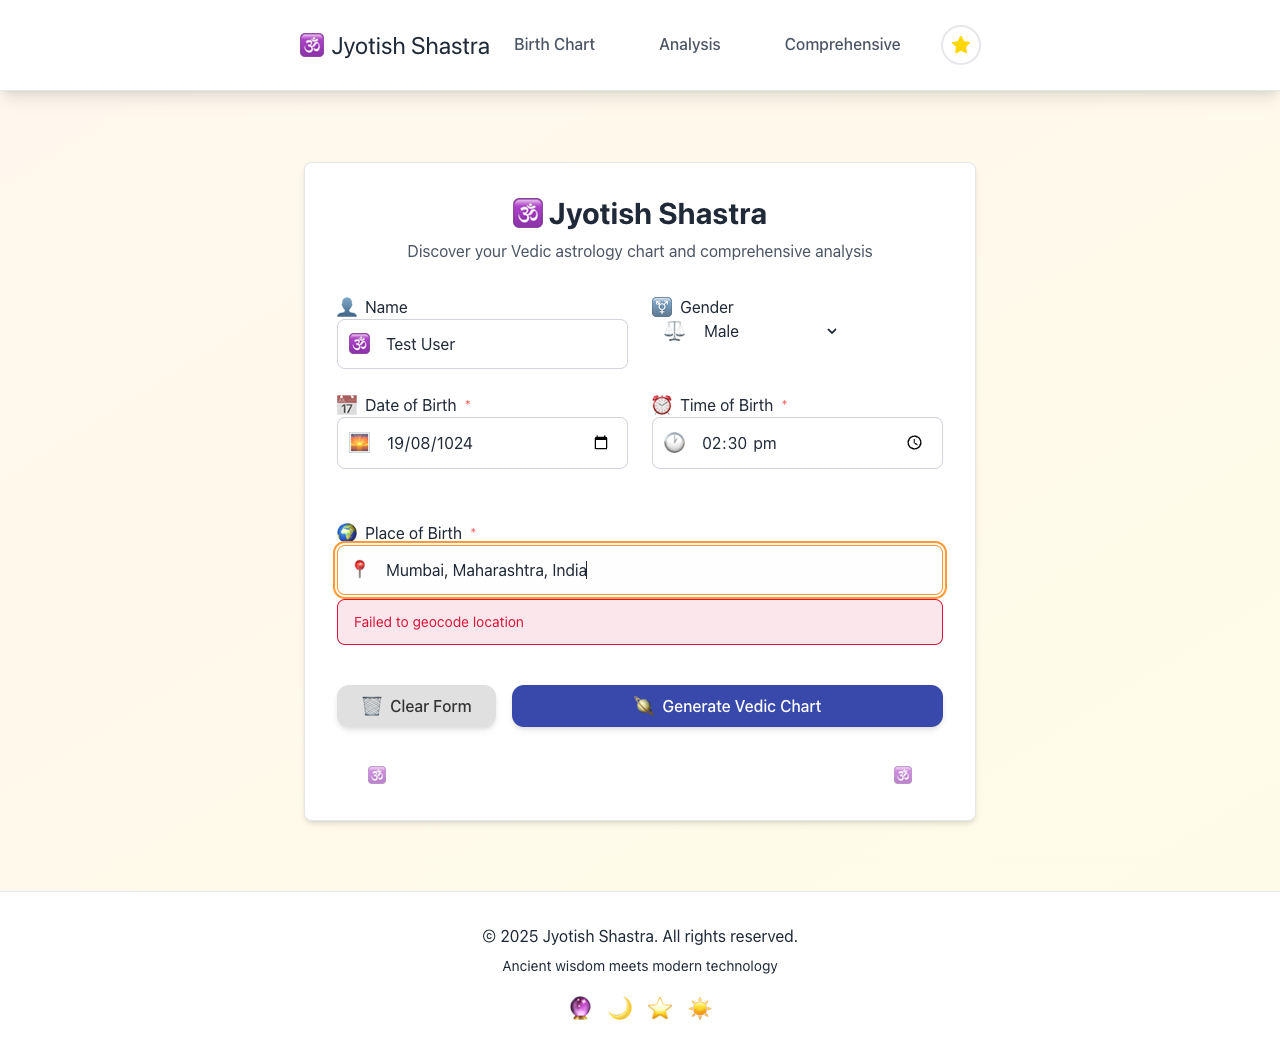 🕉️ Jyotish Shastra Birth Chart Analysis Comprehensive
🕉️ Jyotish Shastra
Discover your Vedic astrology chart and comprehensive analysis
Name
Test User
Gender
Male
Date of Birth *
19/08/1024
Time of Birth *
02:30 pm
Place of Birth *
Mumbai, Maharashtra, India
Failed to geocode location
Clear Form
Generate Vedic Chart
© 2025 Jyotish Shastra. All rights reserved.
Ancient wisdom meets modern technology